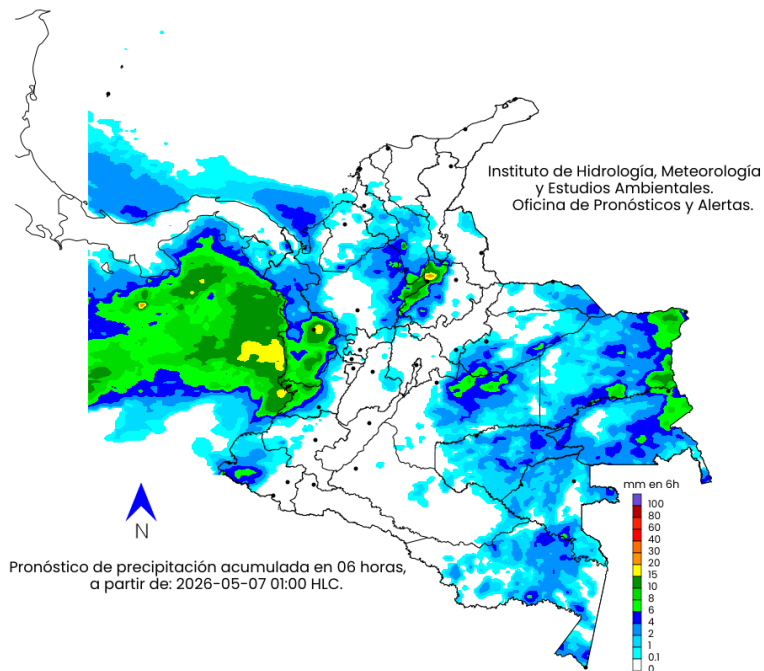 Instituto de Hidrología, Meteorología
y Estudios Ambientales.
Oficina de Pronósticos y Alertas.
N
Pronóstico de precipitación acumulada en 06 horas,
a partir de: 2026-05-07 01:00 HLC.
mm en 6h
100
80
60
40
30
20
15
10
8
6
4
2
1
0.1
0